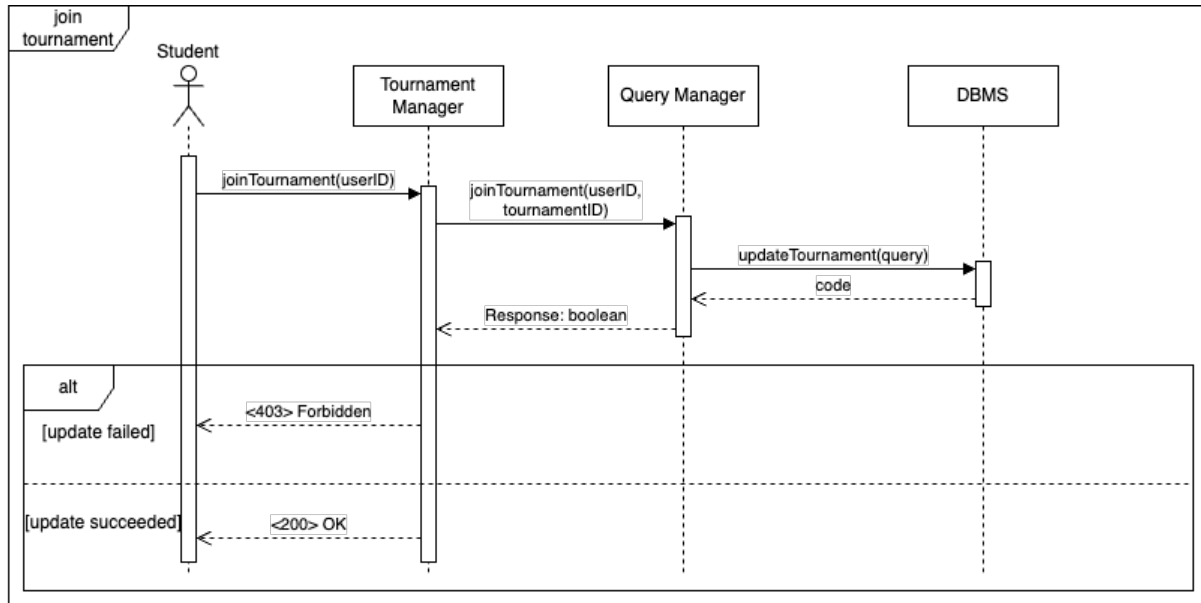 join
tournament
Student
Tournament
Manager
Query Manager
DBMS
joinTournament(userID)
joinTournament(userID,
tournamentID)
updateTournament(query)
code
Response: boolean
alt
<403> Forbidden
[update failed]
[update succeeded]
<200> OK